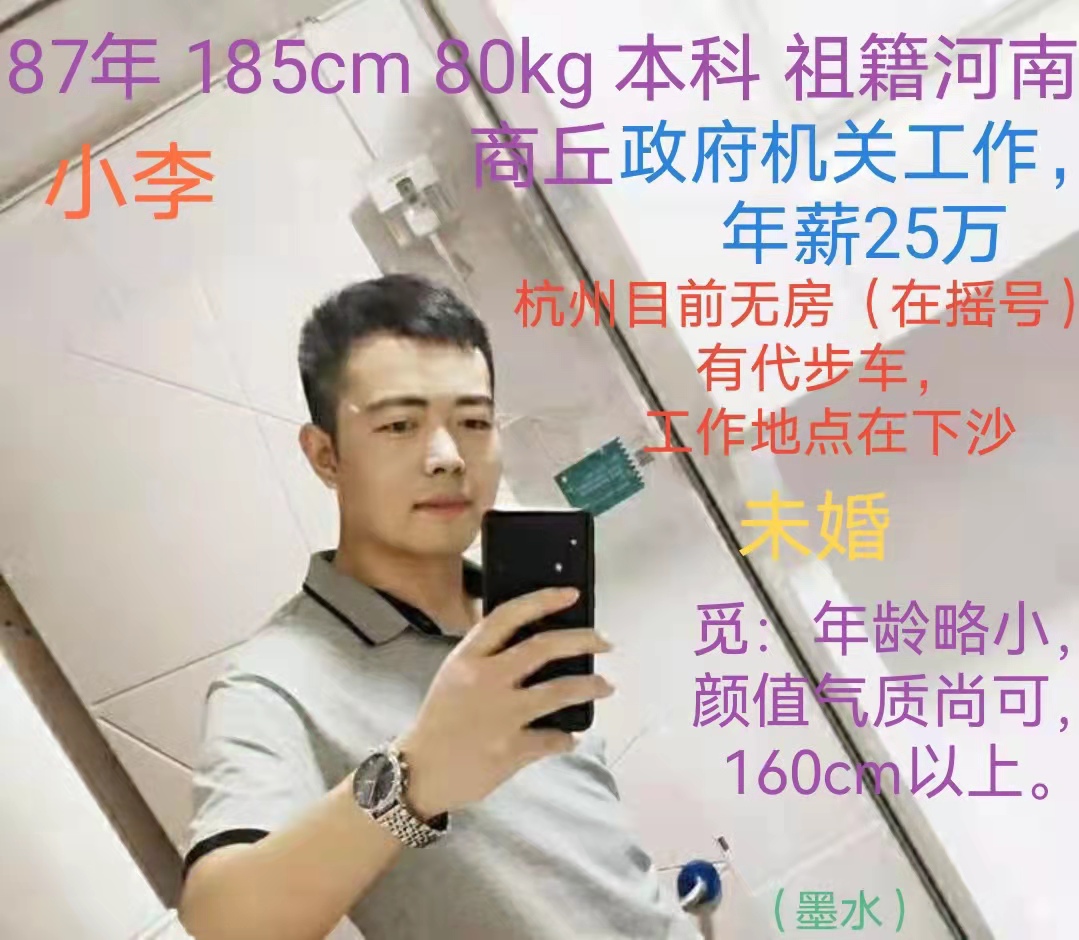 87年 185cm 80kg 本科 祖籍河南
商丘政府机关工作，
小李
年薪25万
杭州目前无房（在摇号）
有代步车，
工作地点在下沙
未婚
觅：年龄略小，
颜值气质尚可，
160cm以上。
（墨水）